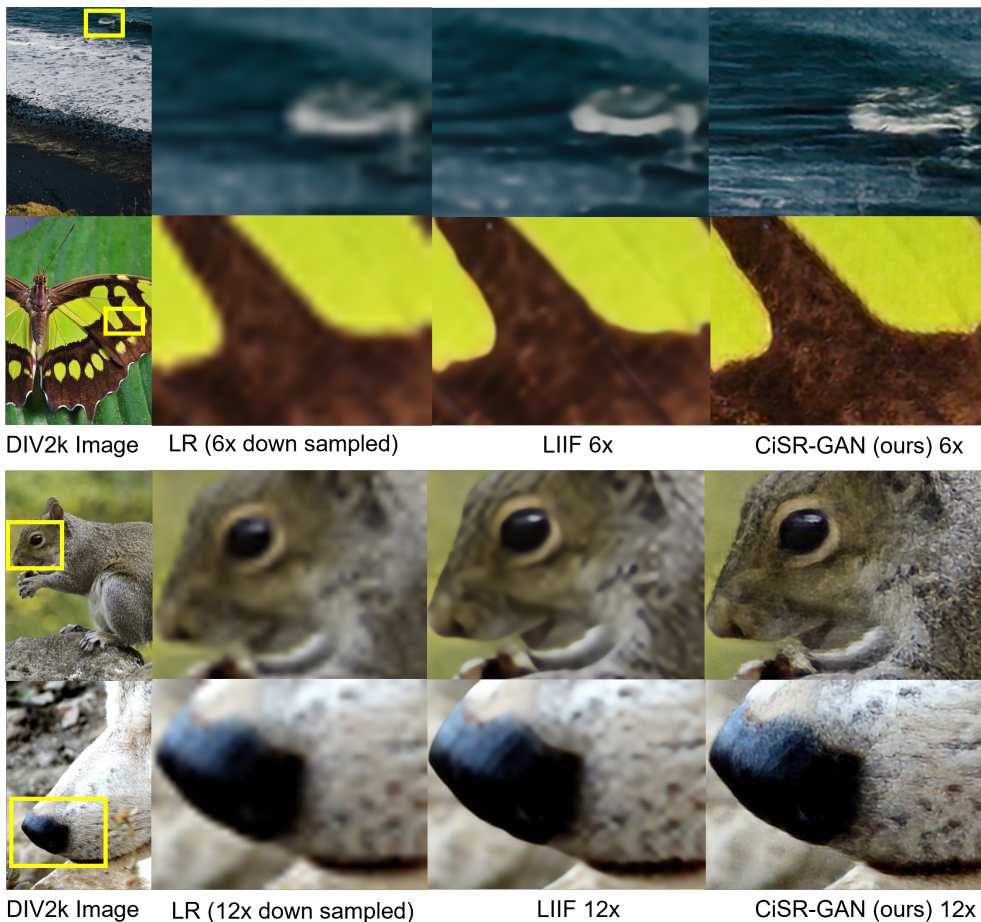 DIV2k Image LR (6x down sampled) LIIF 6x CiSR-GAN (ours) 6x
DIV2k Image LR (12x down sampled) LIIF 12x CiSR-GAN (ours) 12x